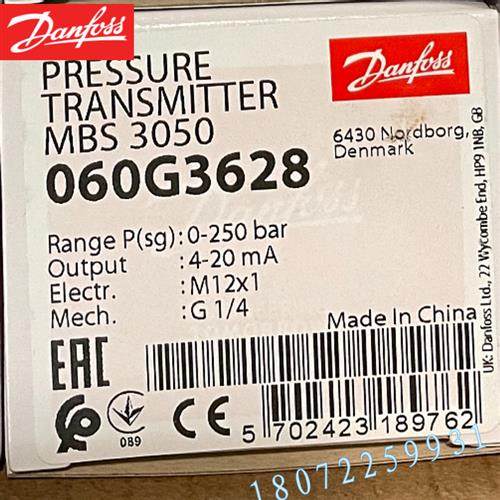 Danfoss
PRESSURE
TRANSMITTER
MBS 3050
060G3628
Danfoss
6430 Nordborg,
Denmark
Range P(sg): 0-250 bar
Output : 4-20 mA
Electr. : M12x1
Mech. : G 1/4
Made In China
UK: Danfoss Ltd., 22 Wycombe End, HP9 1NB, GB
EAC
089
CE
5 702423 189762
18072259931